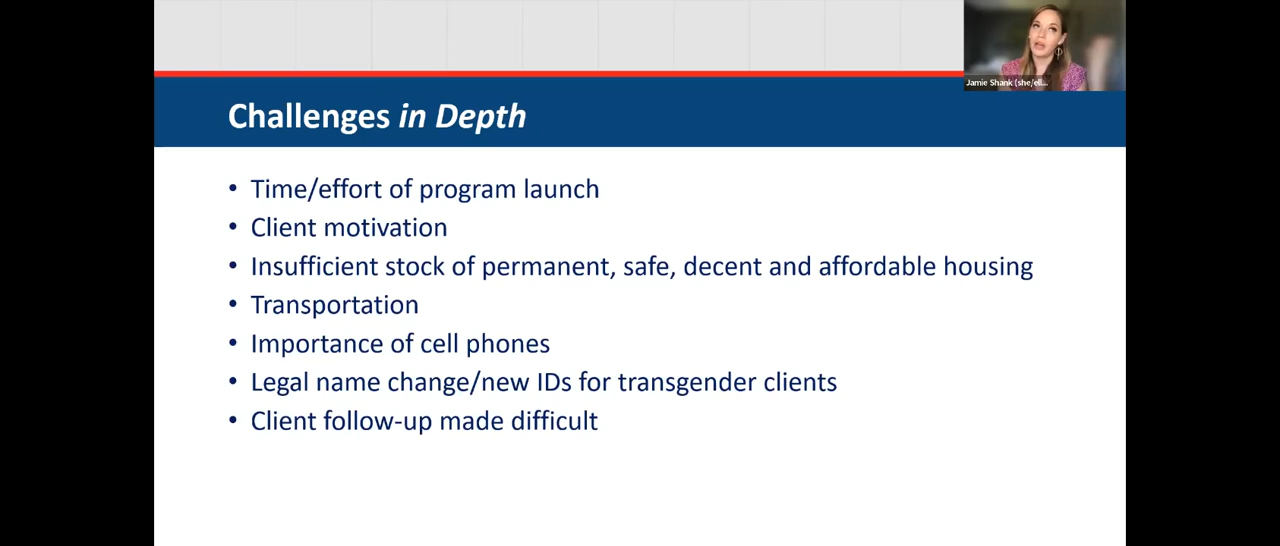 Jamie Shank (she/ell...
Challenges in Depth
• Time/effort of program launch
• Client motivation
• Insufficient stock of permanent, safe, decent and affordable housing
• Transportation
• Importance of cell phones
• Legal name change/new IDs for transgender clients
• Client follow-up made difficult